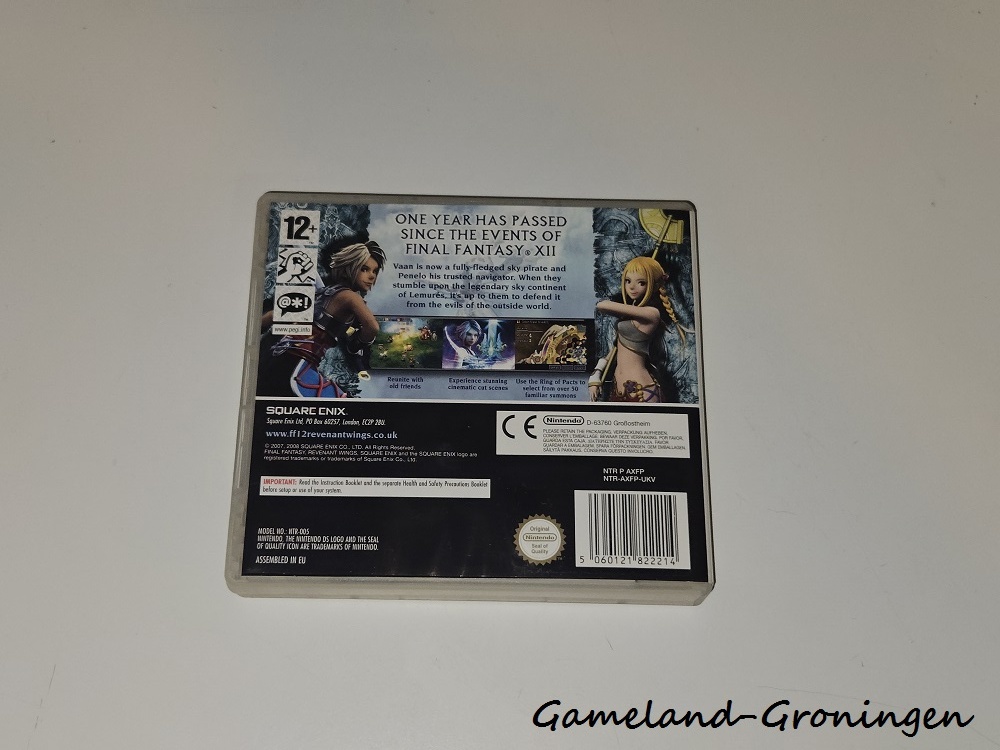 12+
ONE YEAR HAS PASSED
SINCE THE EVENTS OF
FINAL FANTASY® XII
Vaan is now a fully-fledged sky pirate and
Penelo his trusted navigator. When they
stumble upon the legendary sky continent
of Lemurés, it's up to them to defend it
from the evils of the outside world.
@*!
www.pegi.info
Reunite with
old friends
Experience stunning
cinematic cut scenes
Use the Ring of Pacts to
select from over 50
familiar summons
SQUARE ENIX.
Square Enix Ltd, PO Box 60257, London, EC2P 2BU.
www.ff12revenantwings.co.uk
© 2007, 2008 SQUARE ENIX CO., LTD. All Rights Reserved.
FINAL FANTASY, REVENANT WINGS, SQUARE ENIX and the SQUARE ENIX logo are
registered trademarks or trademarks of Square Enix Co., Ltd.
CE
Nintendo D-63760 Großostheim
PLEASE RETAIN THE PACKAGING. VERPACKUNG AUFHEBEN.
CONSERVER L'EMBALLAGE. BEWAAR DEZE VERPAKKING. POR FAVOR,
NTR P AXFP
NTR-AXFP-UKV
IMPORTANT: Read the Instruction Booklet and the separate Health and Safety Precautions Booklet
before setup or use of your system.
MODEL NO.: NTR-005
NINTENDO, THE NINTENDO DS LOGO AND THE SEAL
OF QUALITY ICON ARE TRADEMARKS OF NINTENDO.
ASSEMBLED IN EU
Original
Nintendo
Seal of
Quality
5 060121 822214
Gameland-Groningen